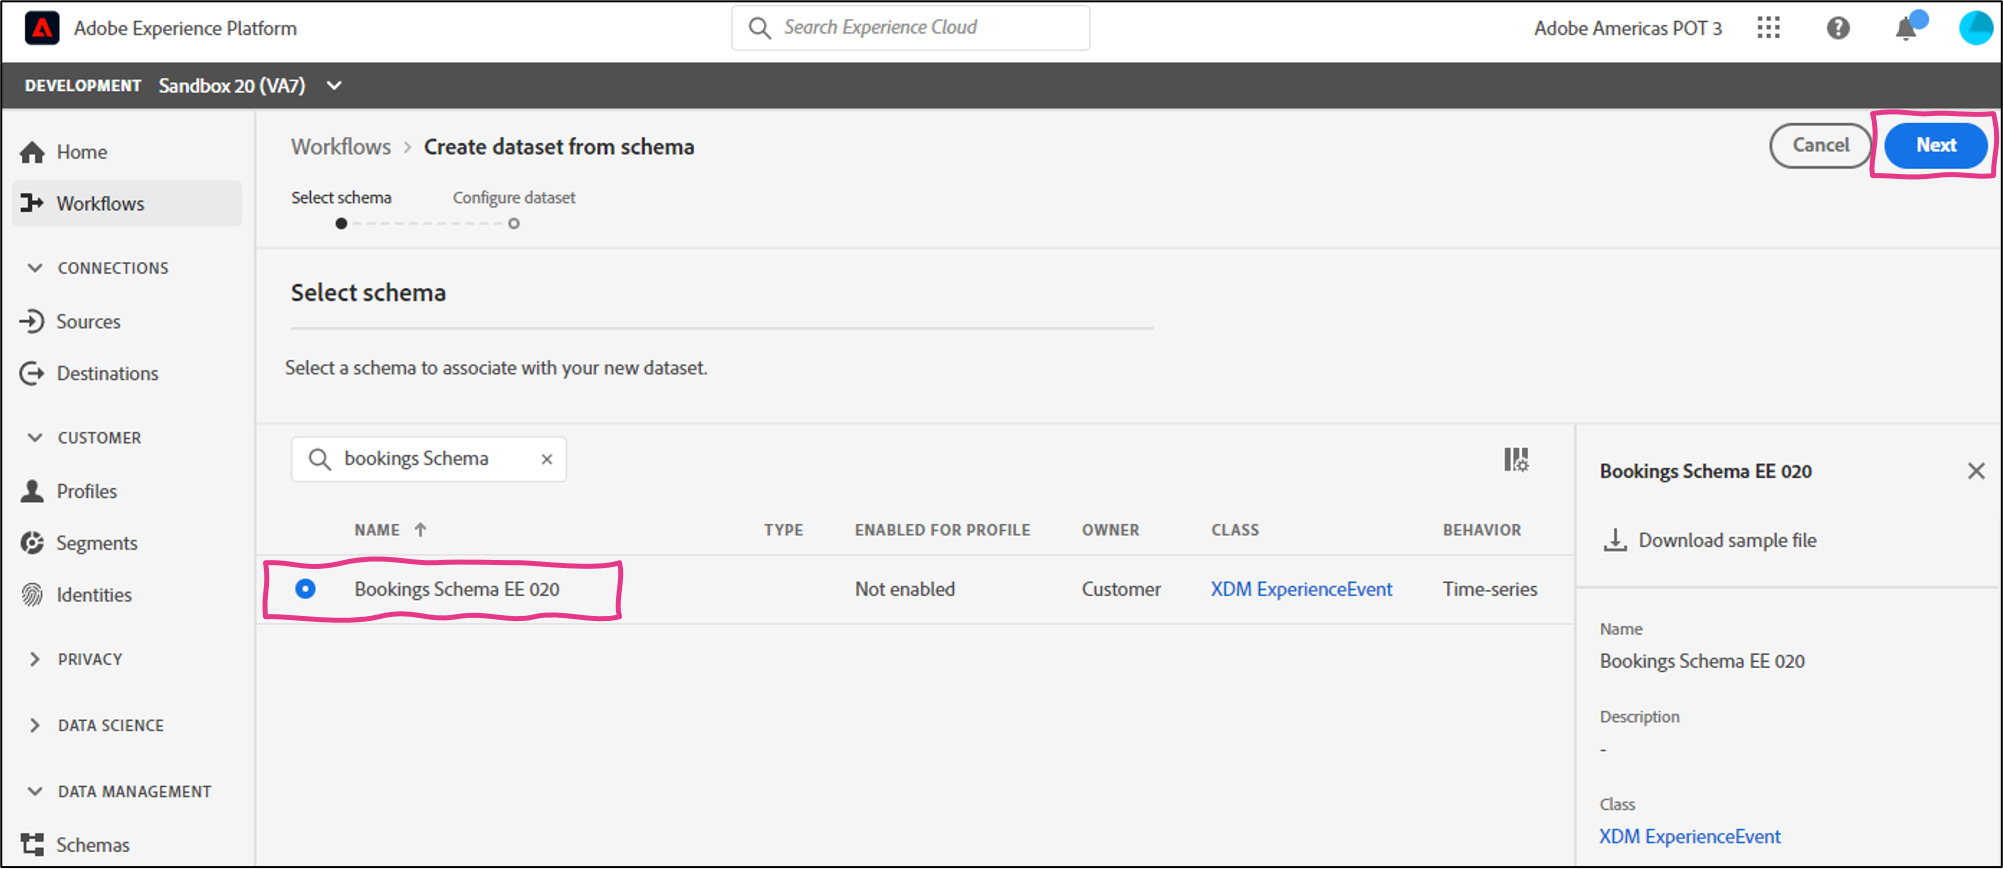 Adobe Experience Platform
Search Experience Cloud
Adobe Americas POT 3
DEVELOPMENT Sandbox 20 (VA7)
Home
Workflows
CONNECTIONS
Sources
Destinations
CUSTOMER
Profiles
Segments
Identities
PRIVACY
DATA SCIENCE
DATA MANAGEMENT
Schemas
Workflows > Create dataset from schema
Cancel
Next
Select schema
Configure dataset
Select schema
Select a schema to associate with your new dataset.
bookings Schema ×
NAME ↑ TYPE ENABLED FOR PROFILE OWNER CLASS BEHAVIOR
Bookings Schema EE 020 Not enabled Customer XDM ExperienceEvent Time-series
Bookings Schema EE 020
Download sample file
Name
Bookings Schema EE 020
Description
-
Class
XDM ExperienceEvent